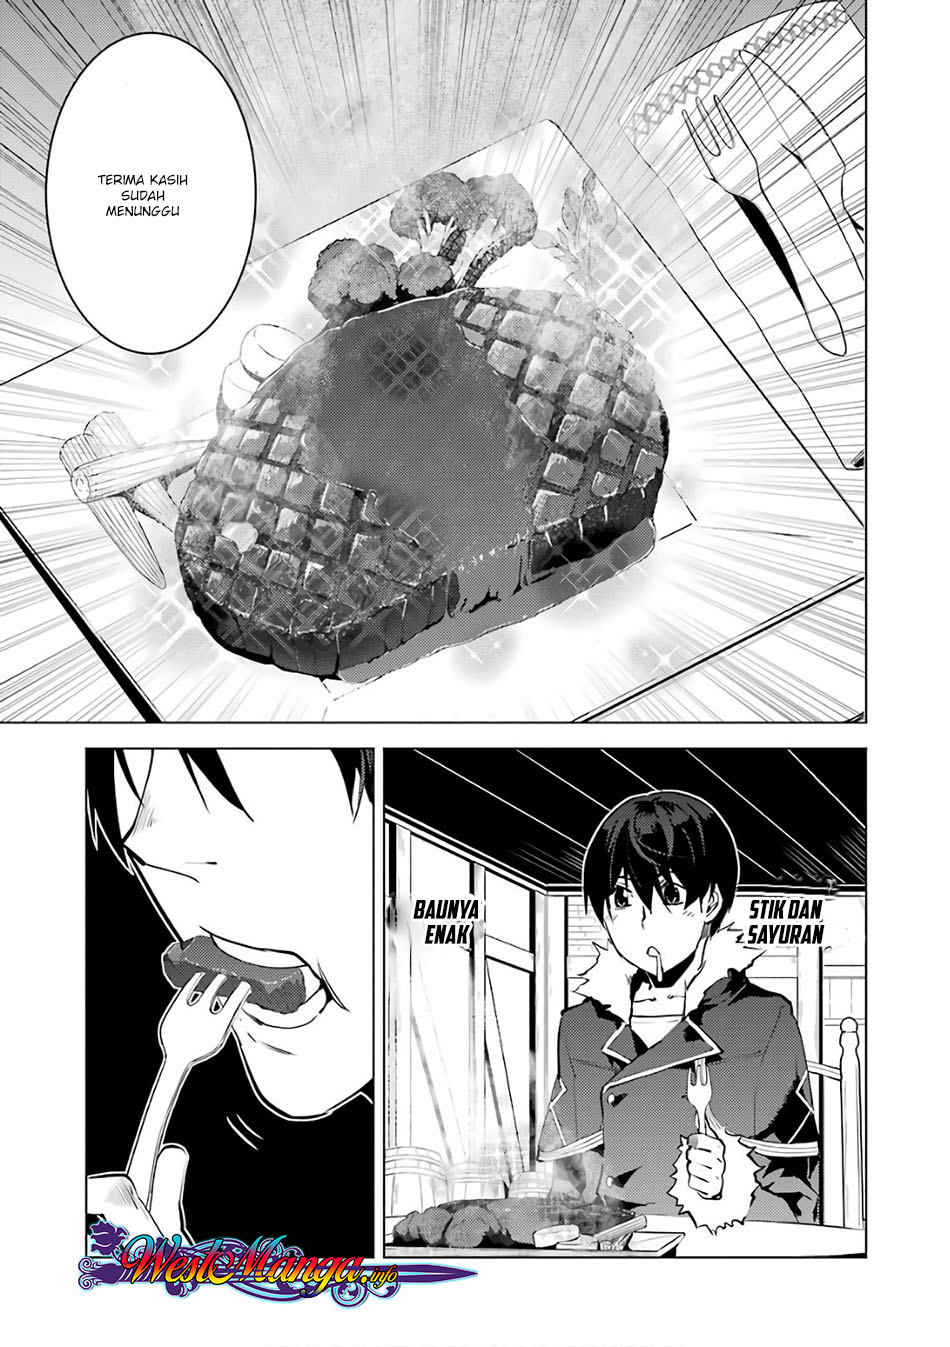 TERIMA KASIH
SUDAH
MENUNGGU
STIK DAN
SAYURAN
BAUNYA
ENAK
WestManga.info